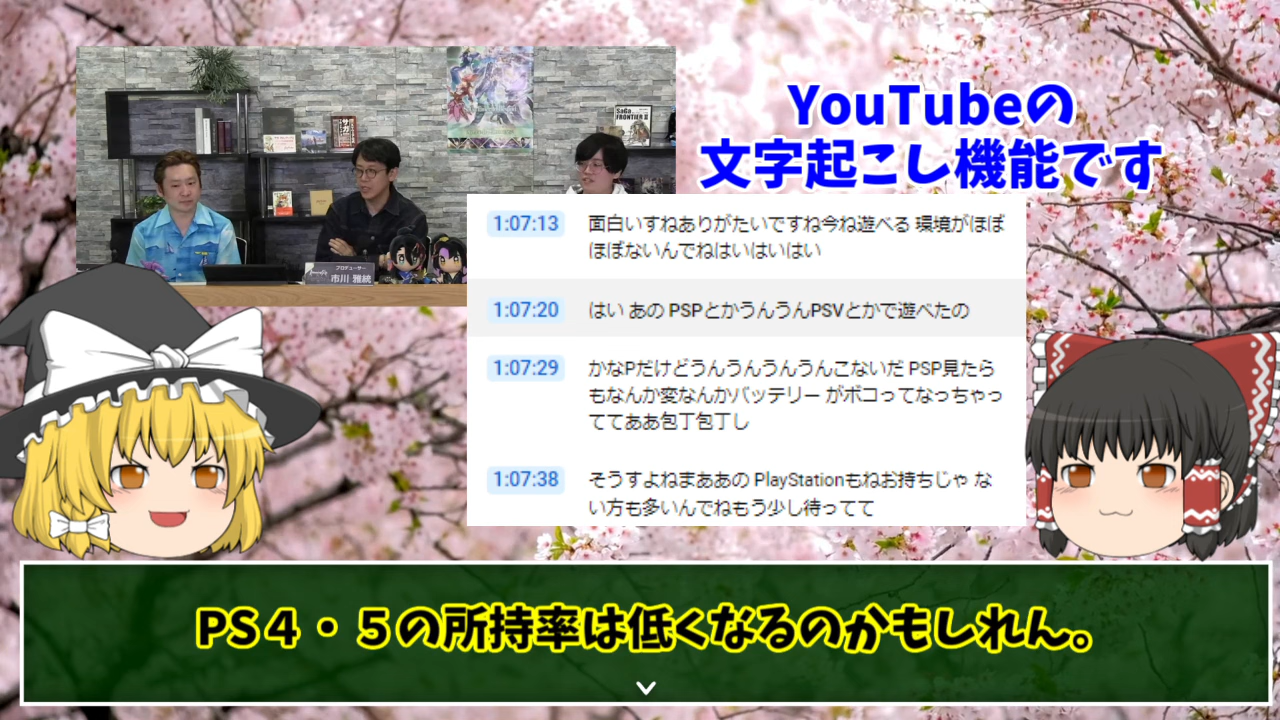 YouTubeの
文字起こし機能です
サガ
SaGa
FRONTIER II
プロデューサー
市川 雅統
1:07:13
面白いすねありがたいですね今ね遊べる 環境がほぼ
ほぼないんでねはいはいはい
1:07:20
はい あの PSPとかうんうんPSVとかで遊べたの
1:07:29
かなPだけどうんうんうんうんこないだ PSP見たら
もなんか変なんかバッテリー がボコってなっちゃっ
ててああ包丁包丁し
1:07:38
そうすよねまああの PlayStationもねお持ちじゃ な
い方も多いんでねもう少し待ってて
PS４・５の所持率は低くなるのかもしれん。